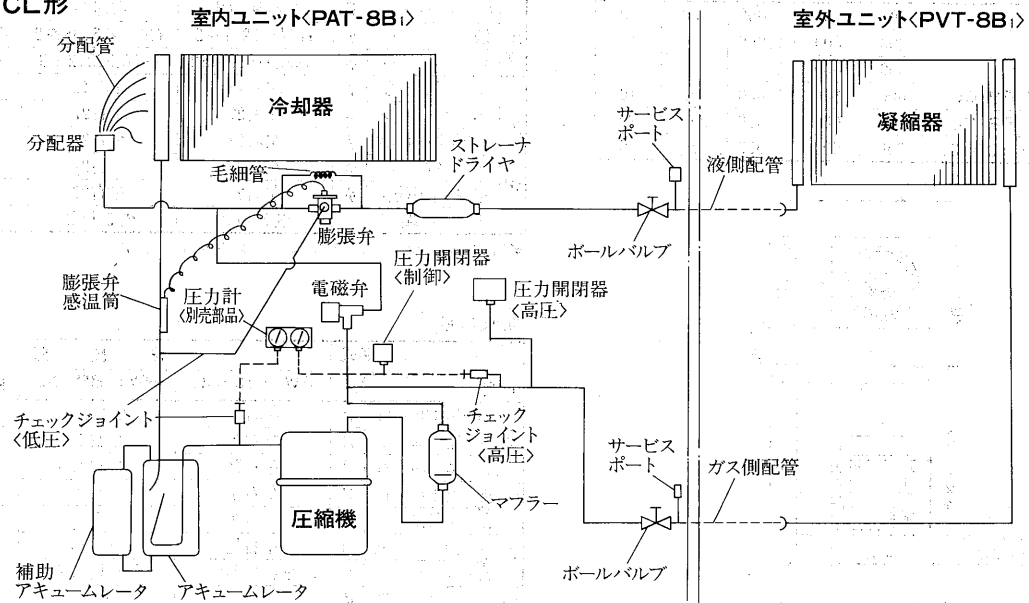 CL形
室内ユニット〈PAT-8B₁〉
室外ユニット〈PVT-8B₁〉
分配管
冷却器
サービス
ポート
凝縮器
分配器
ストレーナ
ドライヤ
毛細管
液側配管
膨張弁
ボールバルブ
圧力開閉器
〈制御〉
膨張弁
感温筒
圧力計
〈別売部品〉
電磁弁
圧力開閉器
〈高圧〉
チェックジョイント
〈低圧〉
チェック
ジョイント
〈高圧〉
サービス
ポート
ガス側配管
マフラー
圧縮機
ボールバルブ
補助
アキュームレータ
アキュームレータ